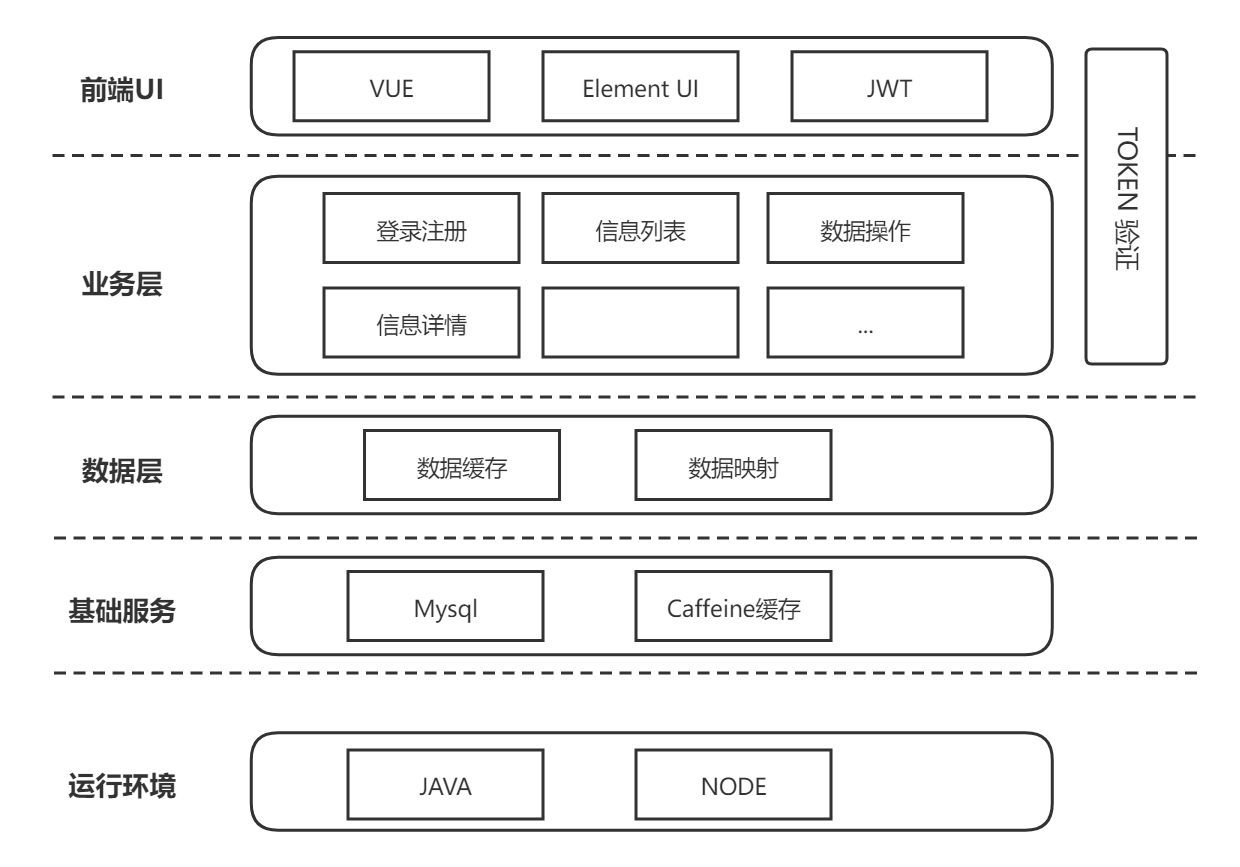 前端UI
VUE
Element UI
JWT
TOKEN 验证
业务层
登录注册
信息列表
数据操作
信息详情
...
数据层
数据缓存
数据映射
基础服务
Mysql
Caffeine缓存
运行环境
JAVA
NODE